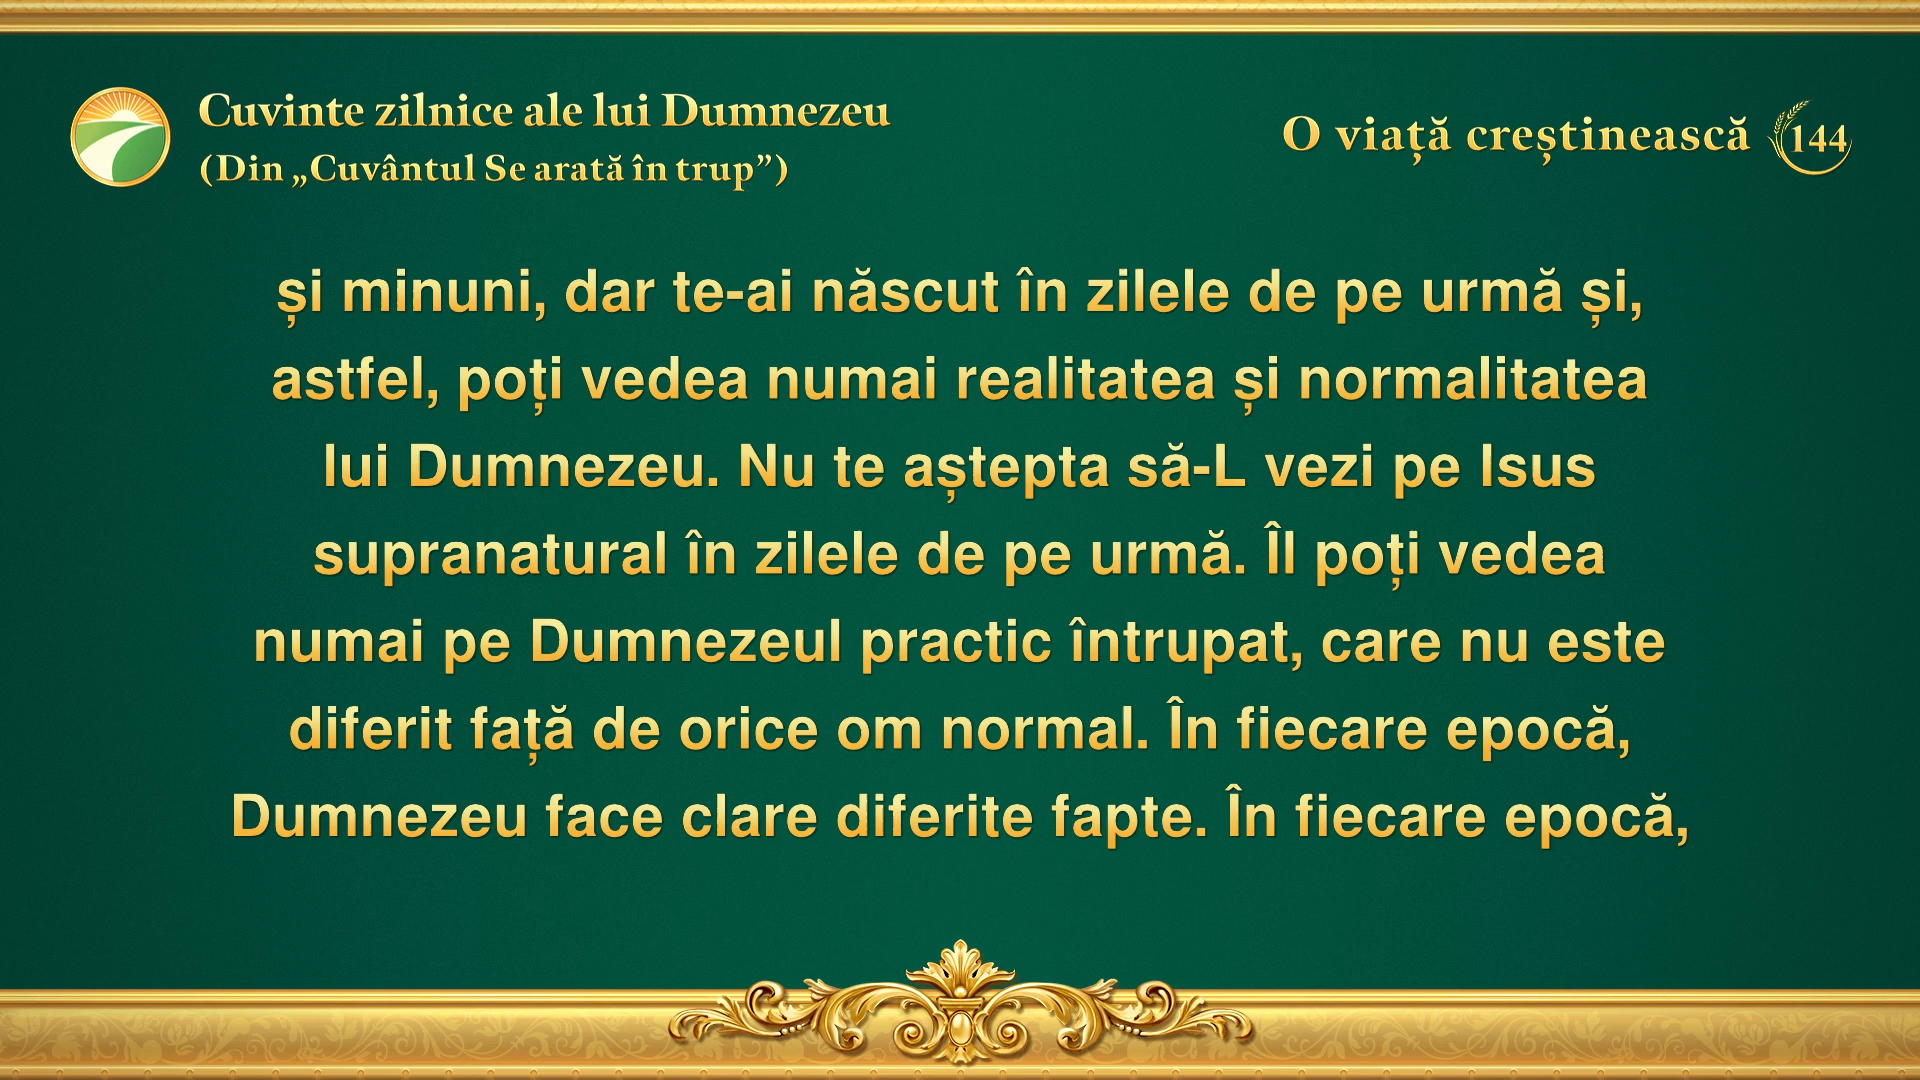 Cuvinte zilnice ale lui Dumnezeu
(Din „Cuvântul Se arată în trup”)
O viață creștinească 144
și minuni, dar te-ai născut în zilele de pe urmă și,
astfel, poți vedea numai realitatea și normalitatea
lui Dumnezeu. Nu te aștepta să-L vezi pe Isus
supranatural în zilele de pe urmă. Îl poți vedea
numai pe Dumnezeul practic întrupat, care nu este
diferit față de orice om normal. În fiecare epocă,
Dumnezeu face clare diferite fapte. În fiecare epocă,